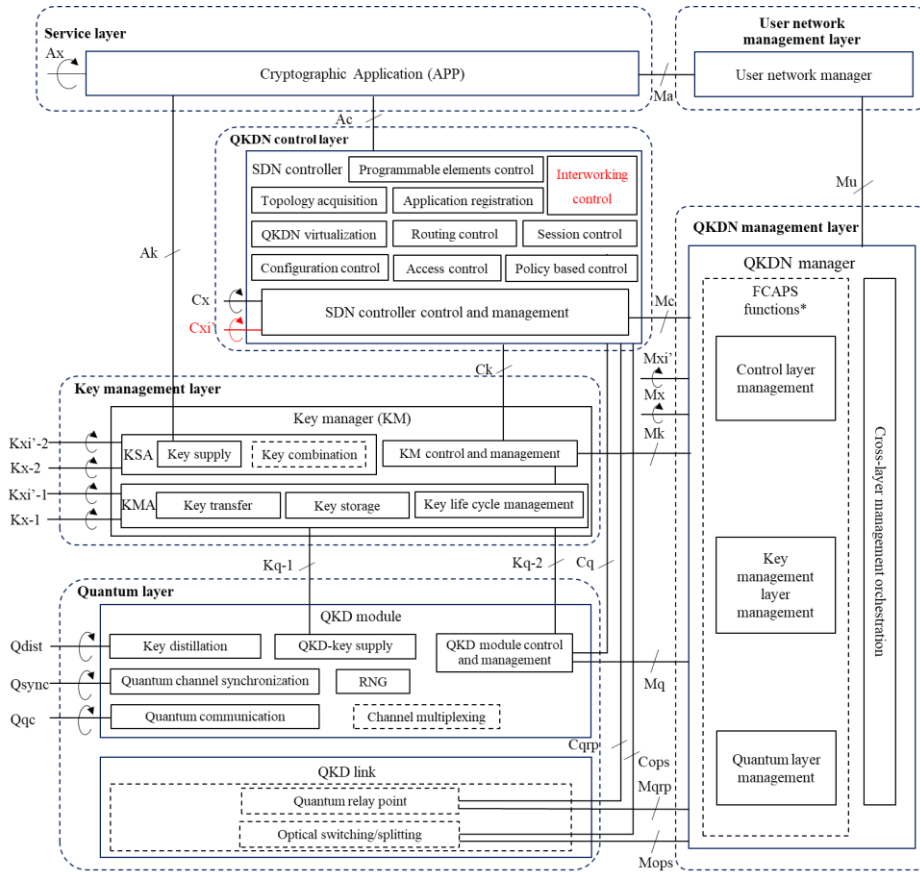 Service layer
User network
management layer
Ax
Cryptographic Application (APP)
User network manager
Ma
Ac
QKDN control layer
SDN controller
Programmable elements control
Interworking
control
Topology acquisition
Application registration
Mu
QKDN management layer
QKDN virtualization
Routing control
Session control
Ak
QKDN manager
Configuration control
Access control
Policy based control
FCAPS
functions*
Cx
SDN controller control and management
Mc
Cxi’
Control layer
management
Ck
Mxi’
Key management layer
Mx
Key manager (KM)
Mk
Kxi’-2
KSA
Key supply
Key combination
KM control and management
Kx-2
Kxi’-1
KMA
Key transfer
Key storage
Key life cycle management
Kx-1
Cross-layer management orchestration
Kq-1
Kq-2
Cq
Key
management
layer
management
Quantum layer
QKD module
Qdist
Key distillation
QKD-key supply
QKD module control
and management
Qsync
Quantum channel synchronization
RNG
Mq
Qqc
Quantum communication
Channel multiplexing
Cqrp
Cops
Quantum layer
management
QKD link
Mqrp
Quantum relay point
Optical switching/splitting
Mops